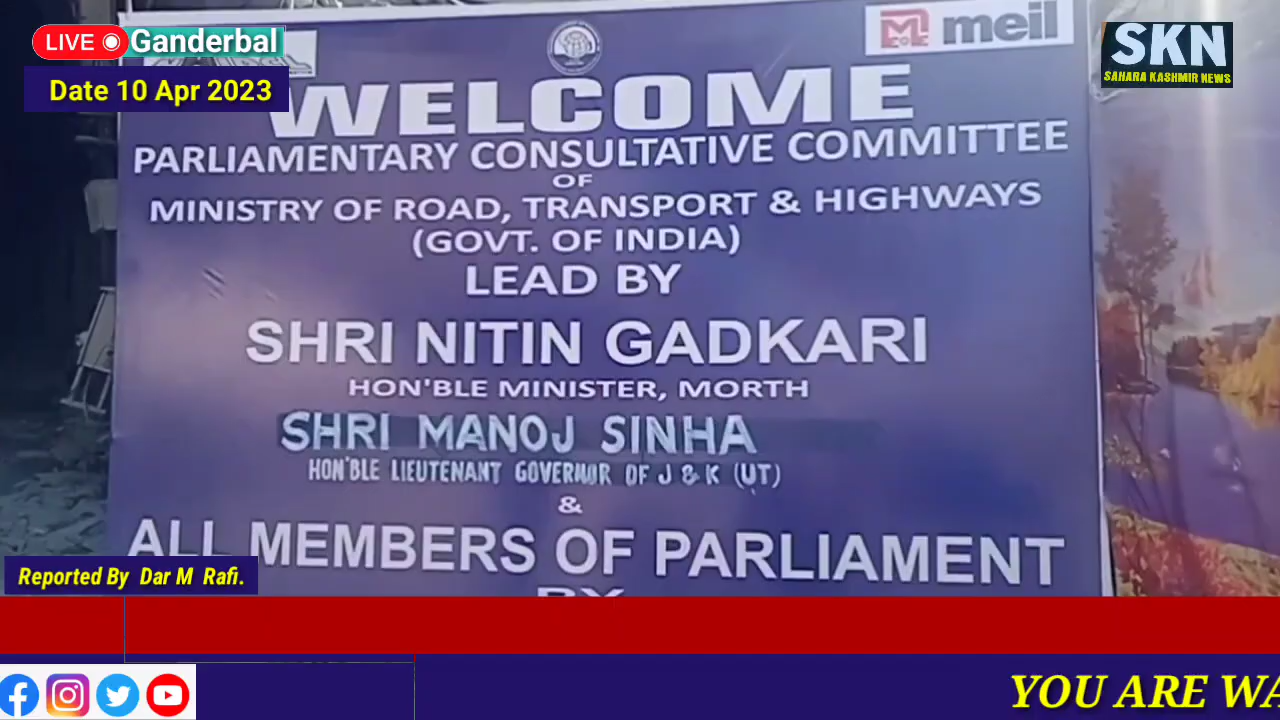 LIVE Ganderbal
Date 10 Apr 2023
meil
SKN
SAHARA KASHMIR NEWS
WELCOME
PARLIAMENTARY CONSULTATIVE COMMITTEE
OF
MINISTRY OF ROAD, TRANSPORT & HIGHWAYS
(GOVT. OF INDIA)
LEAD BY
SHRI NITIN GADKARI
HON'BLE MINISTER, MORTH
SHRI MANOJ SINHA
HON'BLE LIEUTENANT GOVERNOR OF J & K (UT)
&
ALL MEMBERS OF PARLIAMENT
BY
Reported By Dar M Rafi.
YOU ARE WA